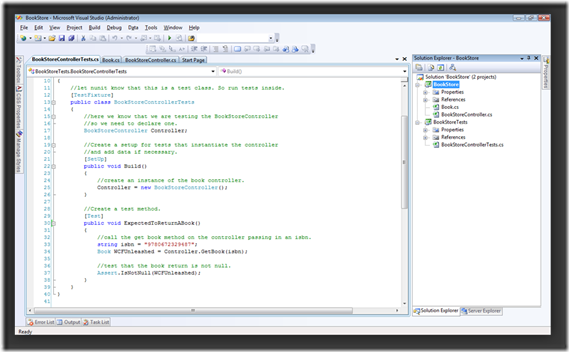 BookStore - Microsoft Visual Studio (Administrator)
File Edit View Project Build Debug Data Tools Window Help
BookStoreControllerTests.cs Book.cs BookStoreController.cs Start Page
BookStoreTests.BookStoreControllerTests Build()
10 {
11 //let nunit know that this is a test class. So run tests inside.
12 [TestFixture]
13 public class BookStoreControllerTests
14 {
15 //here we know that we are testing the BookStoreController
16 //so we need to declare one.
17 BookStoreController Controller;
18
19 //Create a setup for tests that instantiate the controller
20 //and add data if necessary.
21 [SetUp]
22 public void Build()
23 {
24 //create an instance of the book controller.
25 Controller = new BookStoreController();
26 }
27
28 //Create a test method.
29 [Test]
30 public void ExpectedToReturnABook()
31 {
32 //call the get book method on the controller passing in an isbn.
33 string isbn = "9780672329487";
34 Book WCFUnleashed = Controller.GetBook(isbn);
35
36 //test that the book return is not null.
37 Assert.IsNotNull(WCFUnleashed);
38 }
39 }
40 }
41
Toolbox
CSS Properties
Manage Styles
Solution Explorer - BookStore
Solution 'BookStore' (2 projects)
BookStore
Properties
References
Book.cs
BookStoreController.cs
BookStoreTests
Properties
References
BookStoreControllerTests.cs
Solution Explorer Server Explorer
Properties
Error List Output Task List
Ready